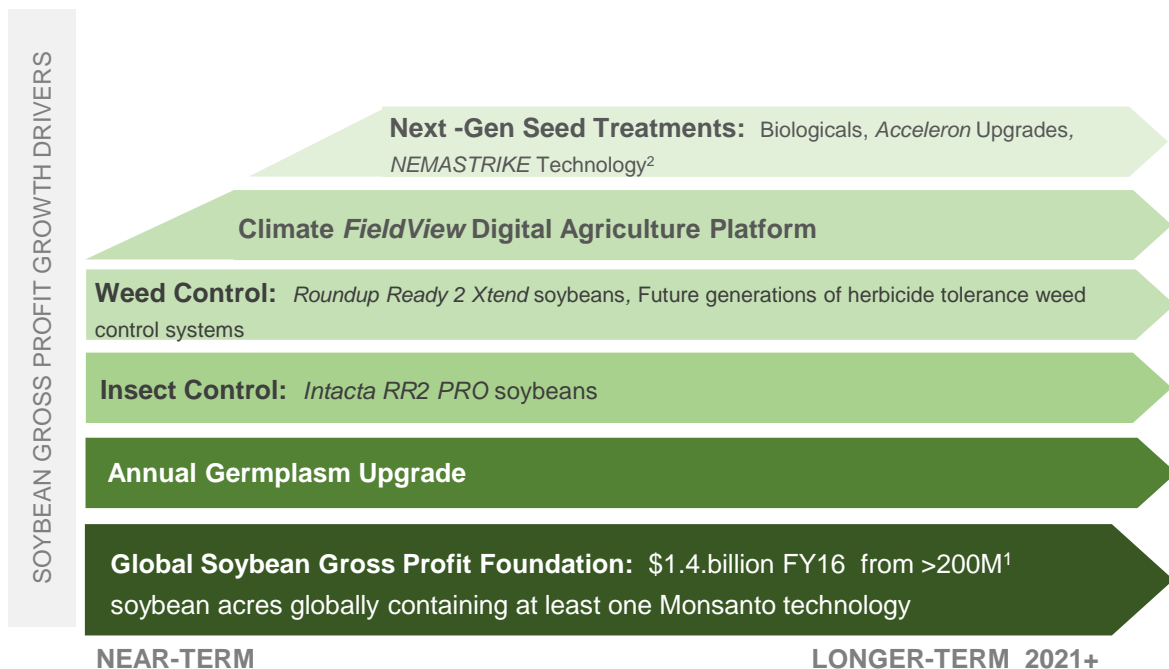 SOYBEAN GROSS PROFIT GROWTH DRIVERS
Next -Gen Seed Treatments: Biologicals, Acceleron Upgrades,
NEMASTRIKE Technology²
Climate FieldView Digital Agriculture Platform
Weed Control: Roundup Ready 2 Xtend soybeans, Future generations of herbicide tolerance weed
control systems
Insect Control: Intacta RR2 PRO soybeans
Annual Germplasm Upgrade
Global Soybean Gross Profit Foundation: $1.4.billion FY16 from >200M¹
soybean acres globally containing at least one Monsanto technology
NEAR-TERM
LONGER-TERM 2021+